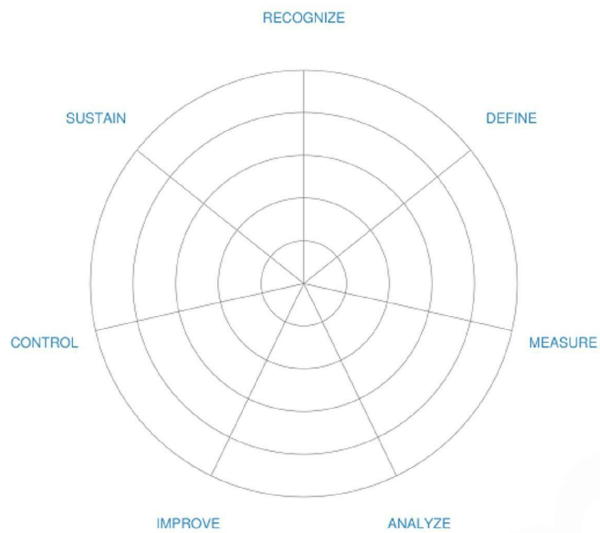 RECOGNIZE
SUSTAIN
DEFINE
CONTROL
MEASURE
IMPROVE
ANALYZE